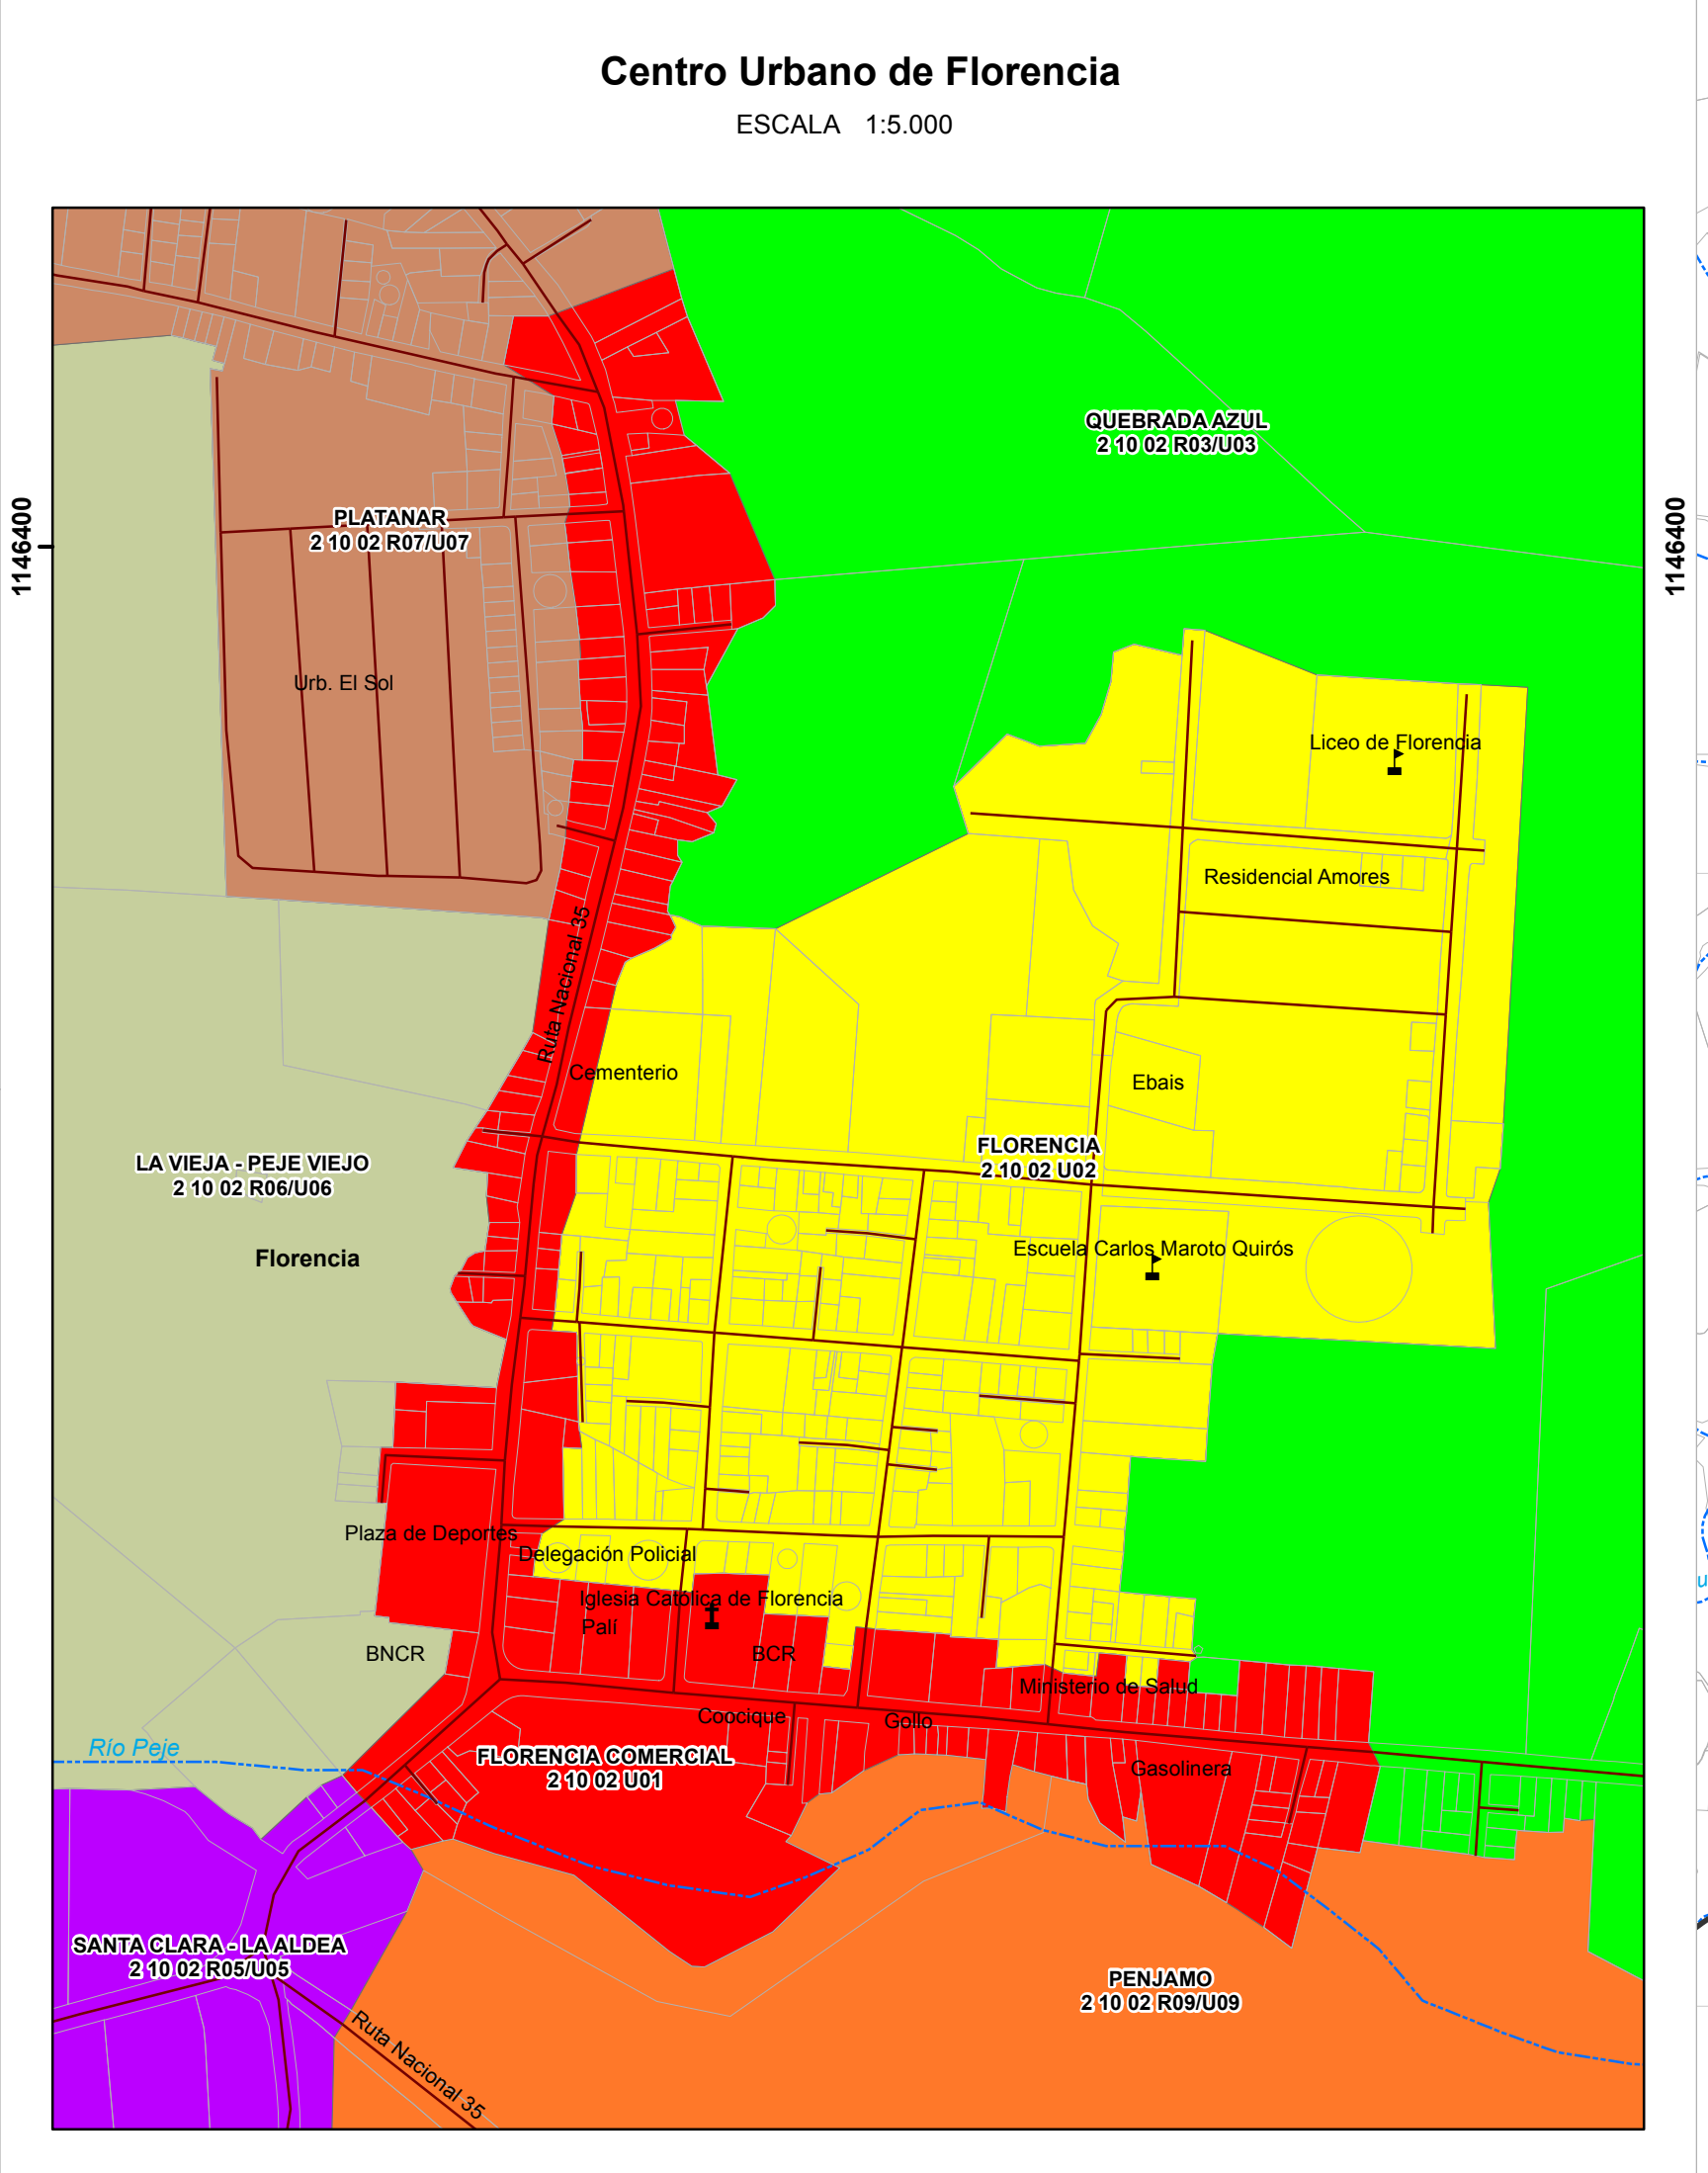 Centro Urbano de Florencia
ESCALA 1:5.000
QUEBRADA AZUL
2 10 02 R03/U03
1146400
1146400
PLATANAR
2 10 02 R07/U07
Urb. El Sol
Liceo de Florencia
Residencial Amores
Ruta Nacional 35
Cementerio
Ebais
FLORENCIA
2 10 02 U02
LA VIEJA - PEJE VIEJO
2 10 02 R06/U06
Florencia
Escuela Carlos Maroto Quirós
Plaza de Deportes
Delegación Policial
Iglesia Católica de Florencia
Palí
BNCR
BCR
Ministerio de Salud
Coocique
Gollo
Río Peje
FLORENCIA COMERCIAL
2 10 02 U01
Gasolinera
SANTA CLARA - LA ALDEA
2 10 02 R05/U05
PENJAMO
2 10 02 R09/U09
Ruta Nacional 35